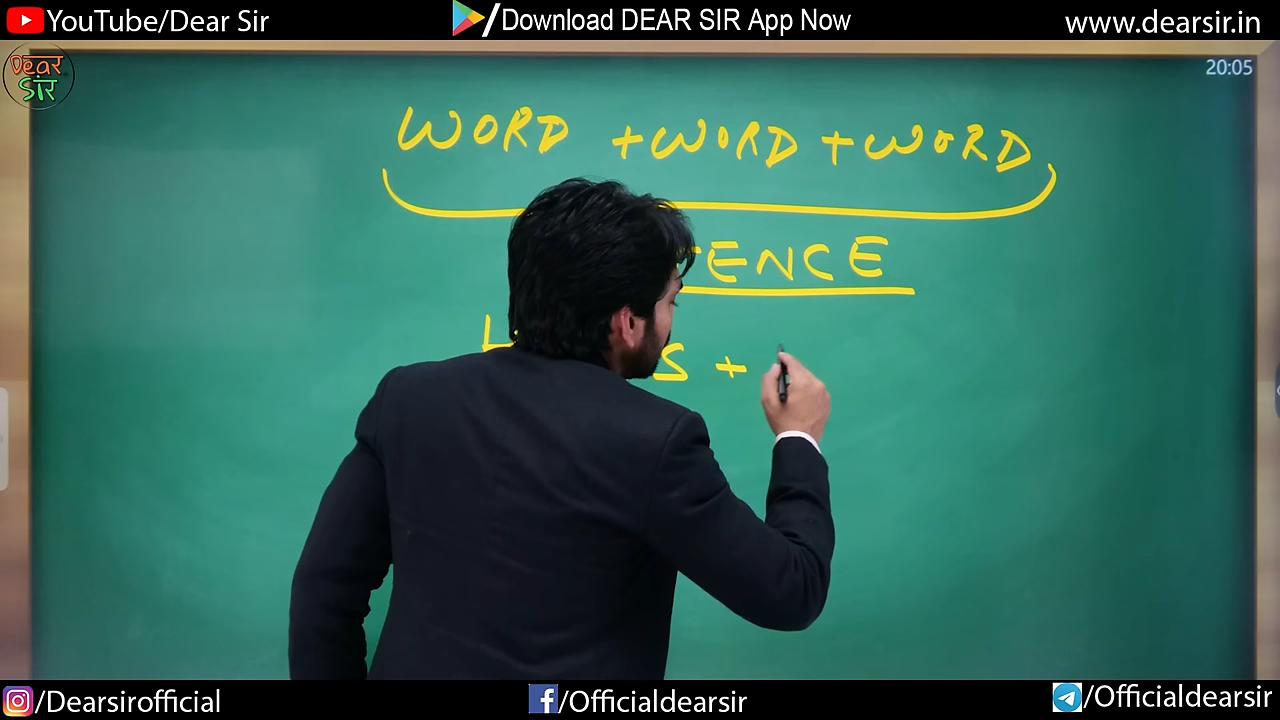 YouTube/Dear Sir
/Download DEAR SIR App Now
www.dearsir.in
Dear
Sir
20:05
WORD + WORD + WORD
TENCE
S +
/Dearsirofficial
/Officialdearsir
/Officialdearsir